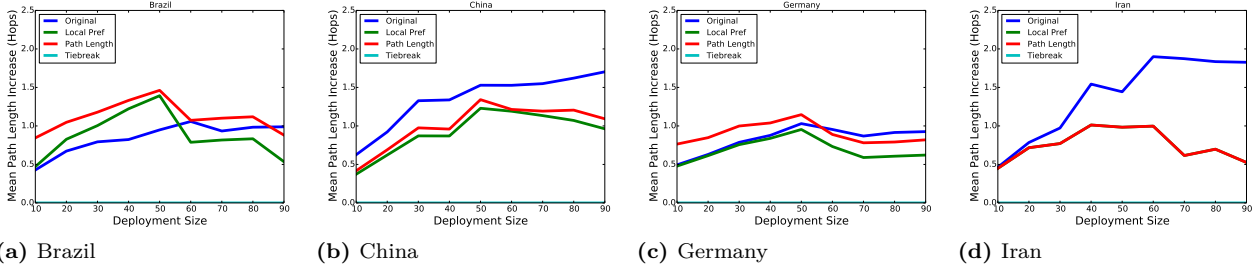 Brazil
2.5
2.0
1.5
1.0
0.5
0.0
Mean Path Length Increase (Hops)
Original
Local Pref
Path Length
Tiebreak
10 20 30 40 50 60 70 80 90
Deployment Size
(a) Brazil
China
2.5
2.0
1.5
1.0
0.5
0.0
Mean Path Length Increase (Hops)
Original
Local Pref
Path Length
Tiebreak
10 20 30 40 50 60 70 80 90
Deployment Size
(b) China
Germany
2.5
2.0
1.5
1.0
0.5
0.0
Mean Path Length Increase (Hops)
Original
Local Pref
Path Length
Tiebreak
10 20 30 40 50 60 70 80 90
Deployment Size
(c) Germany
Iran
2.5
2.0
1.5
1.0
0.5
0.0
Mean Path Length Increase (Hops)
Original
Local Pref
Path Length
Tiebreak
10 20 30 40 50 60 70 80 90
Deployment Size
(d) Iran